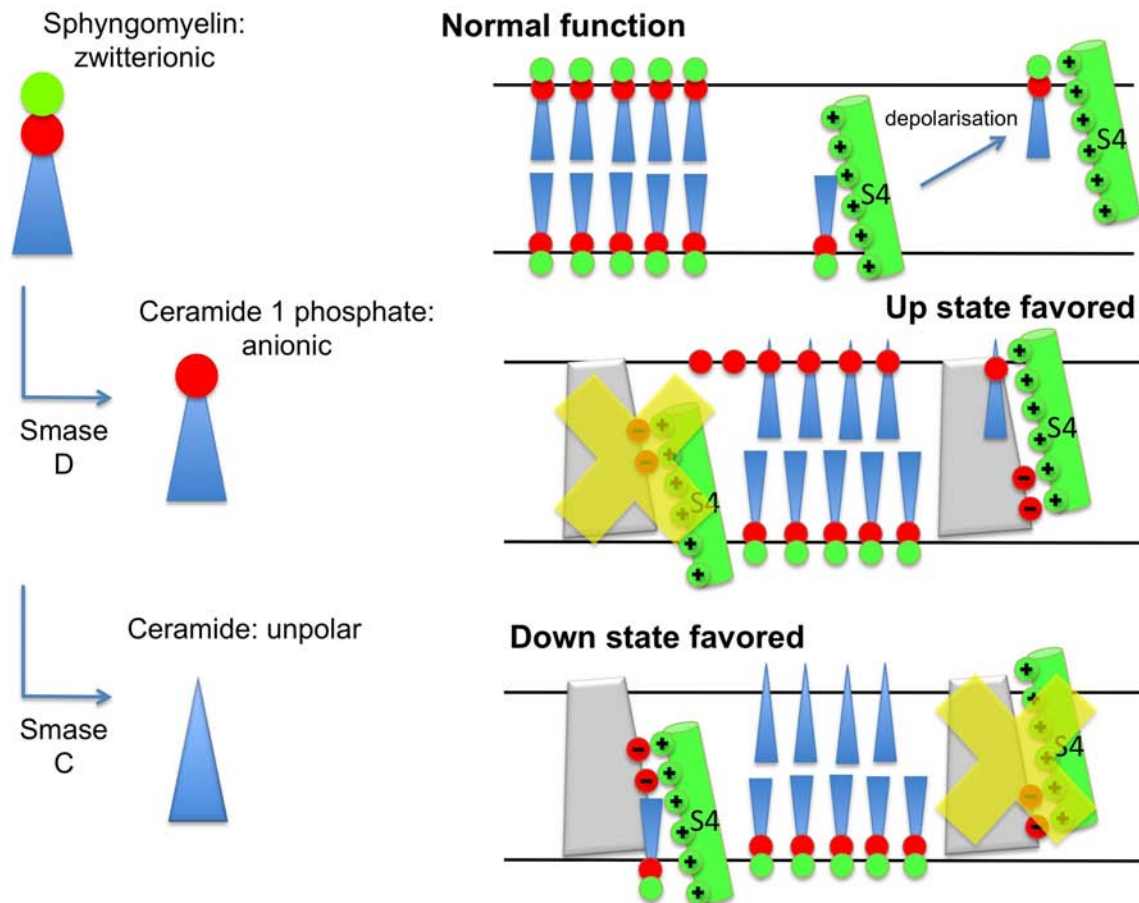 Sphyngomyelin:
zwitterionic
Normal function
depolarisation
+ + + + + +
S4
+ + + + + +
S4
Ceramide 1 phosphate:
anionic
Smase
D
Up state favored
- -
+ + + + + +
S4
- -
+ + + + + +
S4
Ceramide: unpolar
Smase
C
Down state favored
- -
+ + + + + +
S4
- -
+ + + + + +
S4